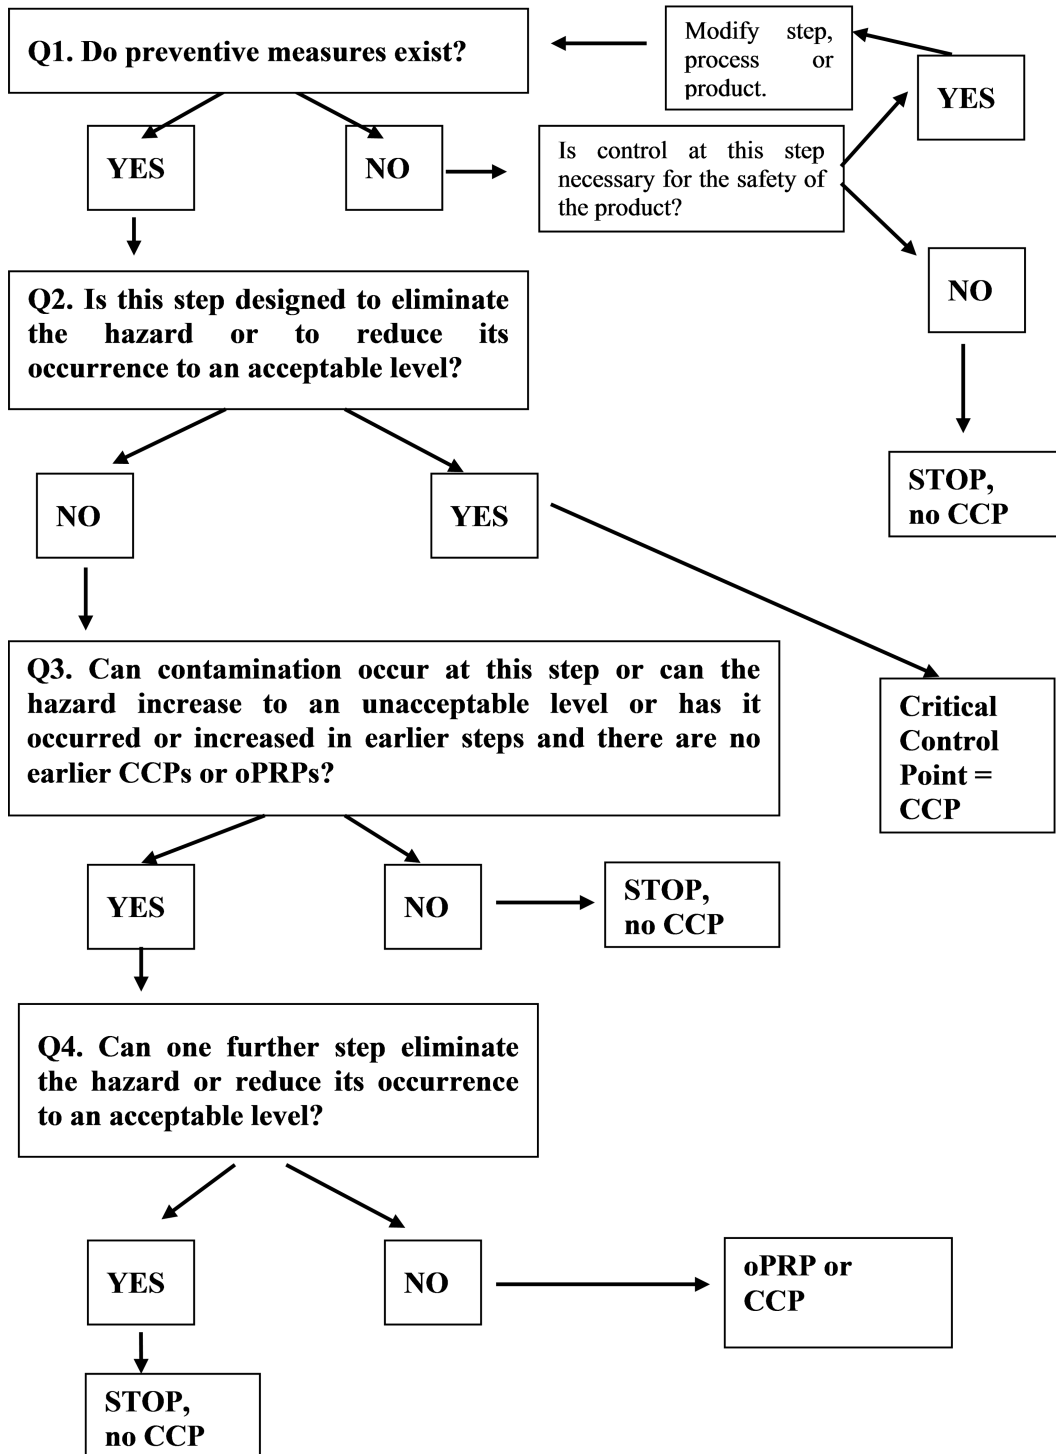 Q1. Do preventive measures exist?
Modify step,
process or
product.
YES
YES
NO
Is control at this step
necessary for the safety of
the product?
NO
Q2. Is this step designed to eliminate
the hazard or to reduce its
occurrence to an acceptable level?
STOP,
no CCP
NO
YES
Q3. Can contamination occur at this step or can the
hazard increase to an unacceptable level or has it
occurred or increased in earlier steps and there are no
earlier CCPs or oPRPs?
Critical
Control
Point =
CCP
YES
NO
STOP,
no CCP
Q4. Can one further step eliminate
the hazard or reduce its occurrence
to an acceptable level?
YES
NO
oPRP or
CCP
STOP,
no CCP